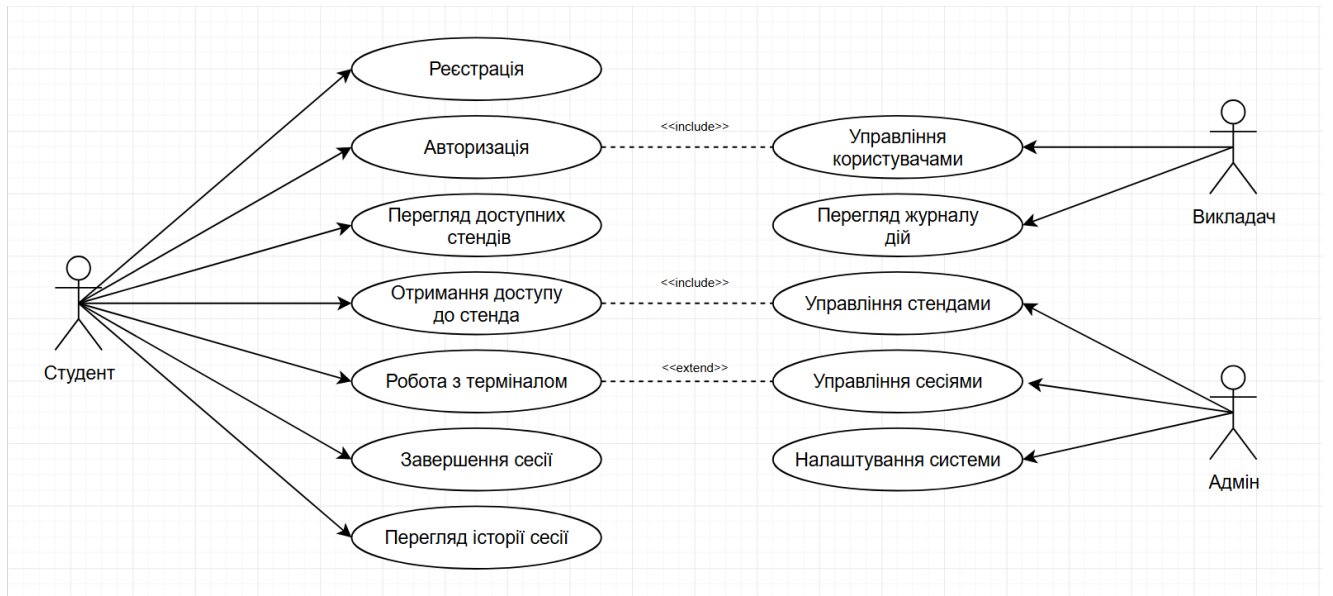 Реєстрація
Авторизація
<<include>>
Управління
користувачами
Викладач
Перегляд доступних
стендів
Перегляд журналу
дій
Отримання доступу
до стенда
<<include>>
Управління стендами
Студент
Робота з терміналом
<<extend>>
Управління сесіями
Завершення сесії
Налаштування системи
Адмін
Перегляд історії сесії